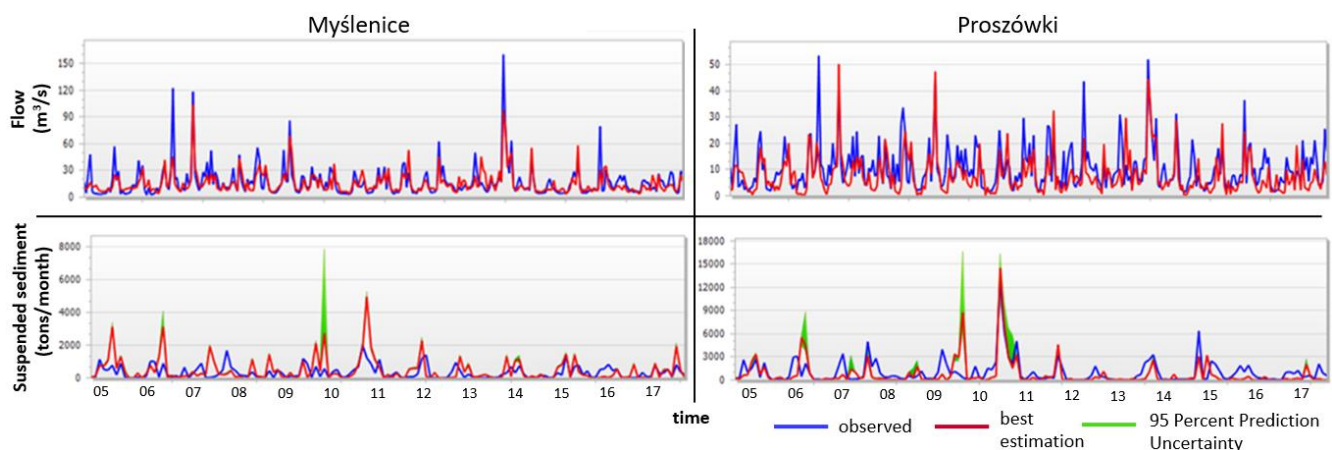 Myślenice
Proszówki
Flow
(m³/s)
150
120
90
60
30
0
50
40
30
20
10
0
Suspended sediment
(tons/month)
8000
6000
4000
2000
0
05 06 07 08 09 10 11 12 13 14 15 16 17
18000
15000
12000
9000
6000
3000
0
05 06 07 08 09 10 11 12 13 14 15 16 17
time
observed
best
estimation
95 Percent Prediction
Uncertainty